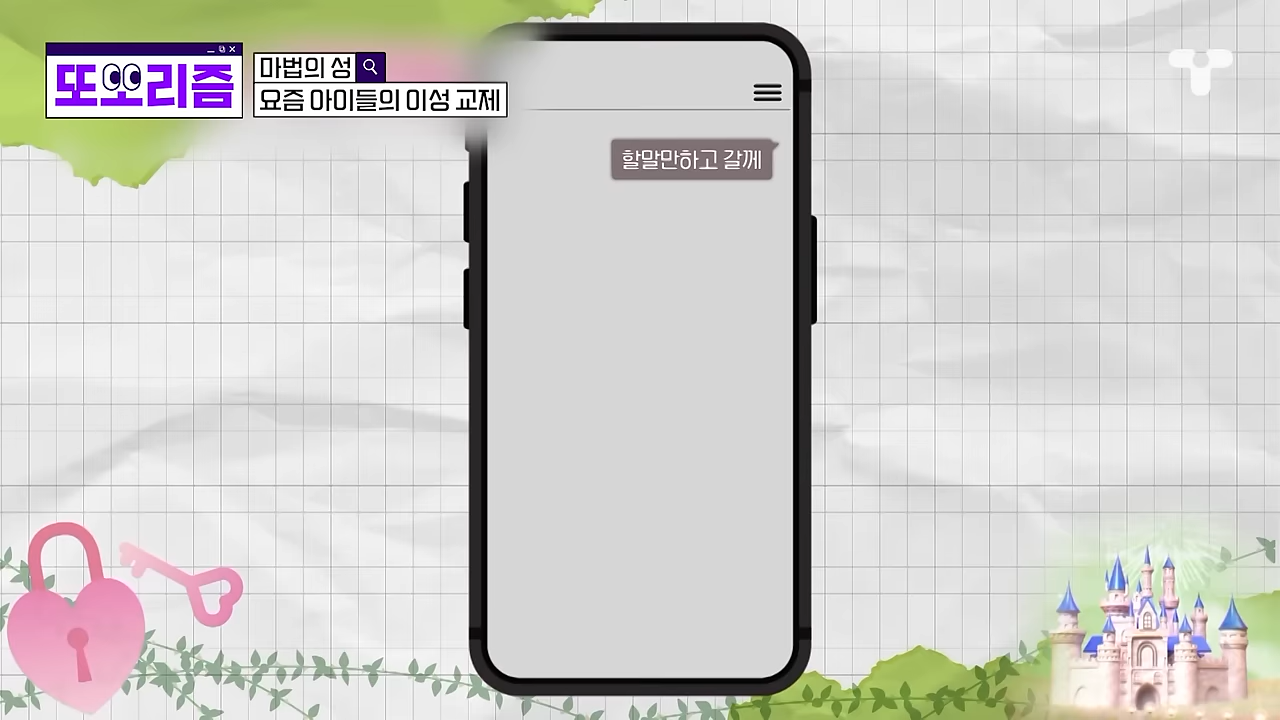 또뽀리즘
마법의 성
요즘 아이들의 이성 교제
할말만하고 갈께